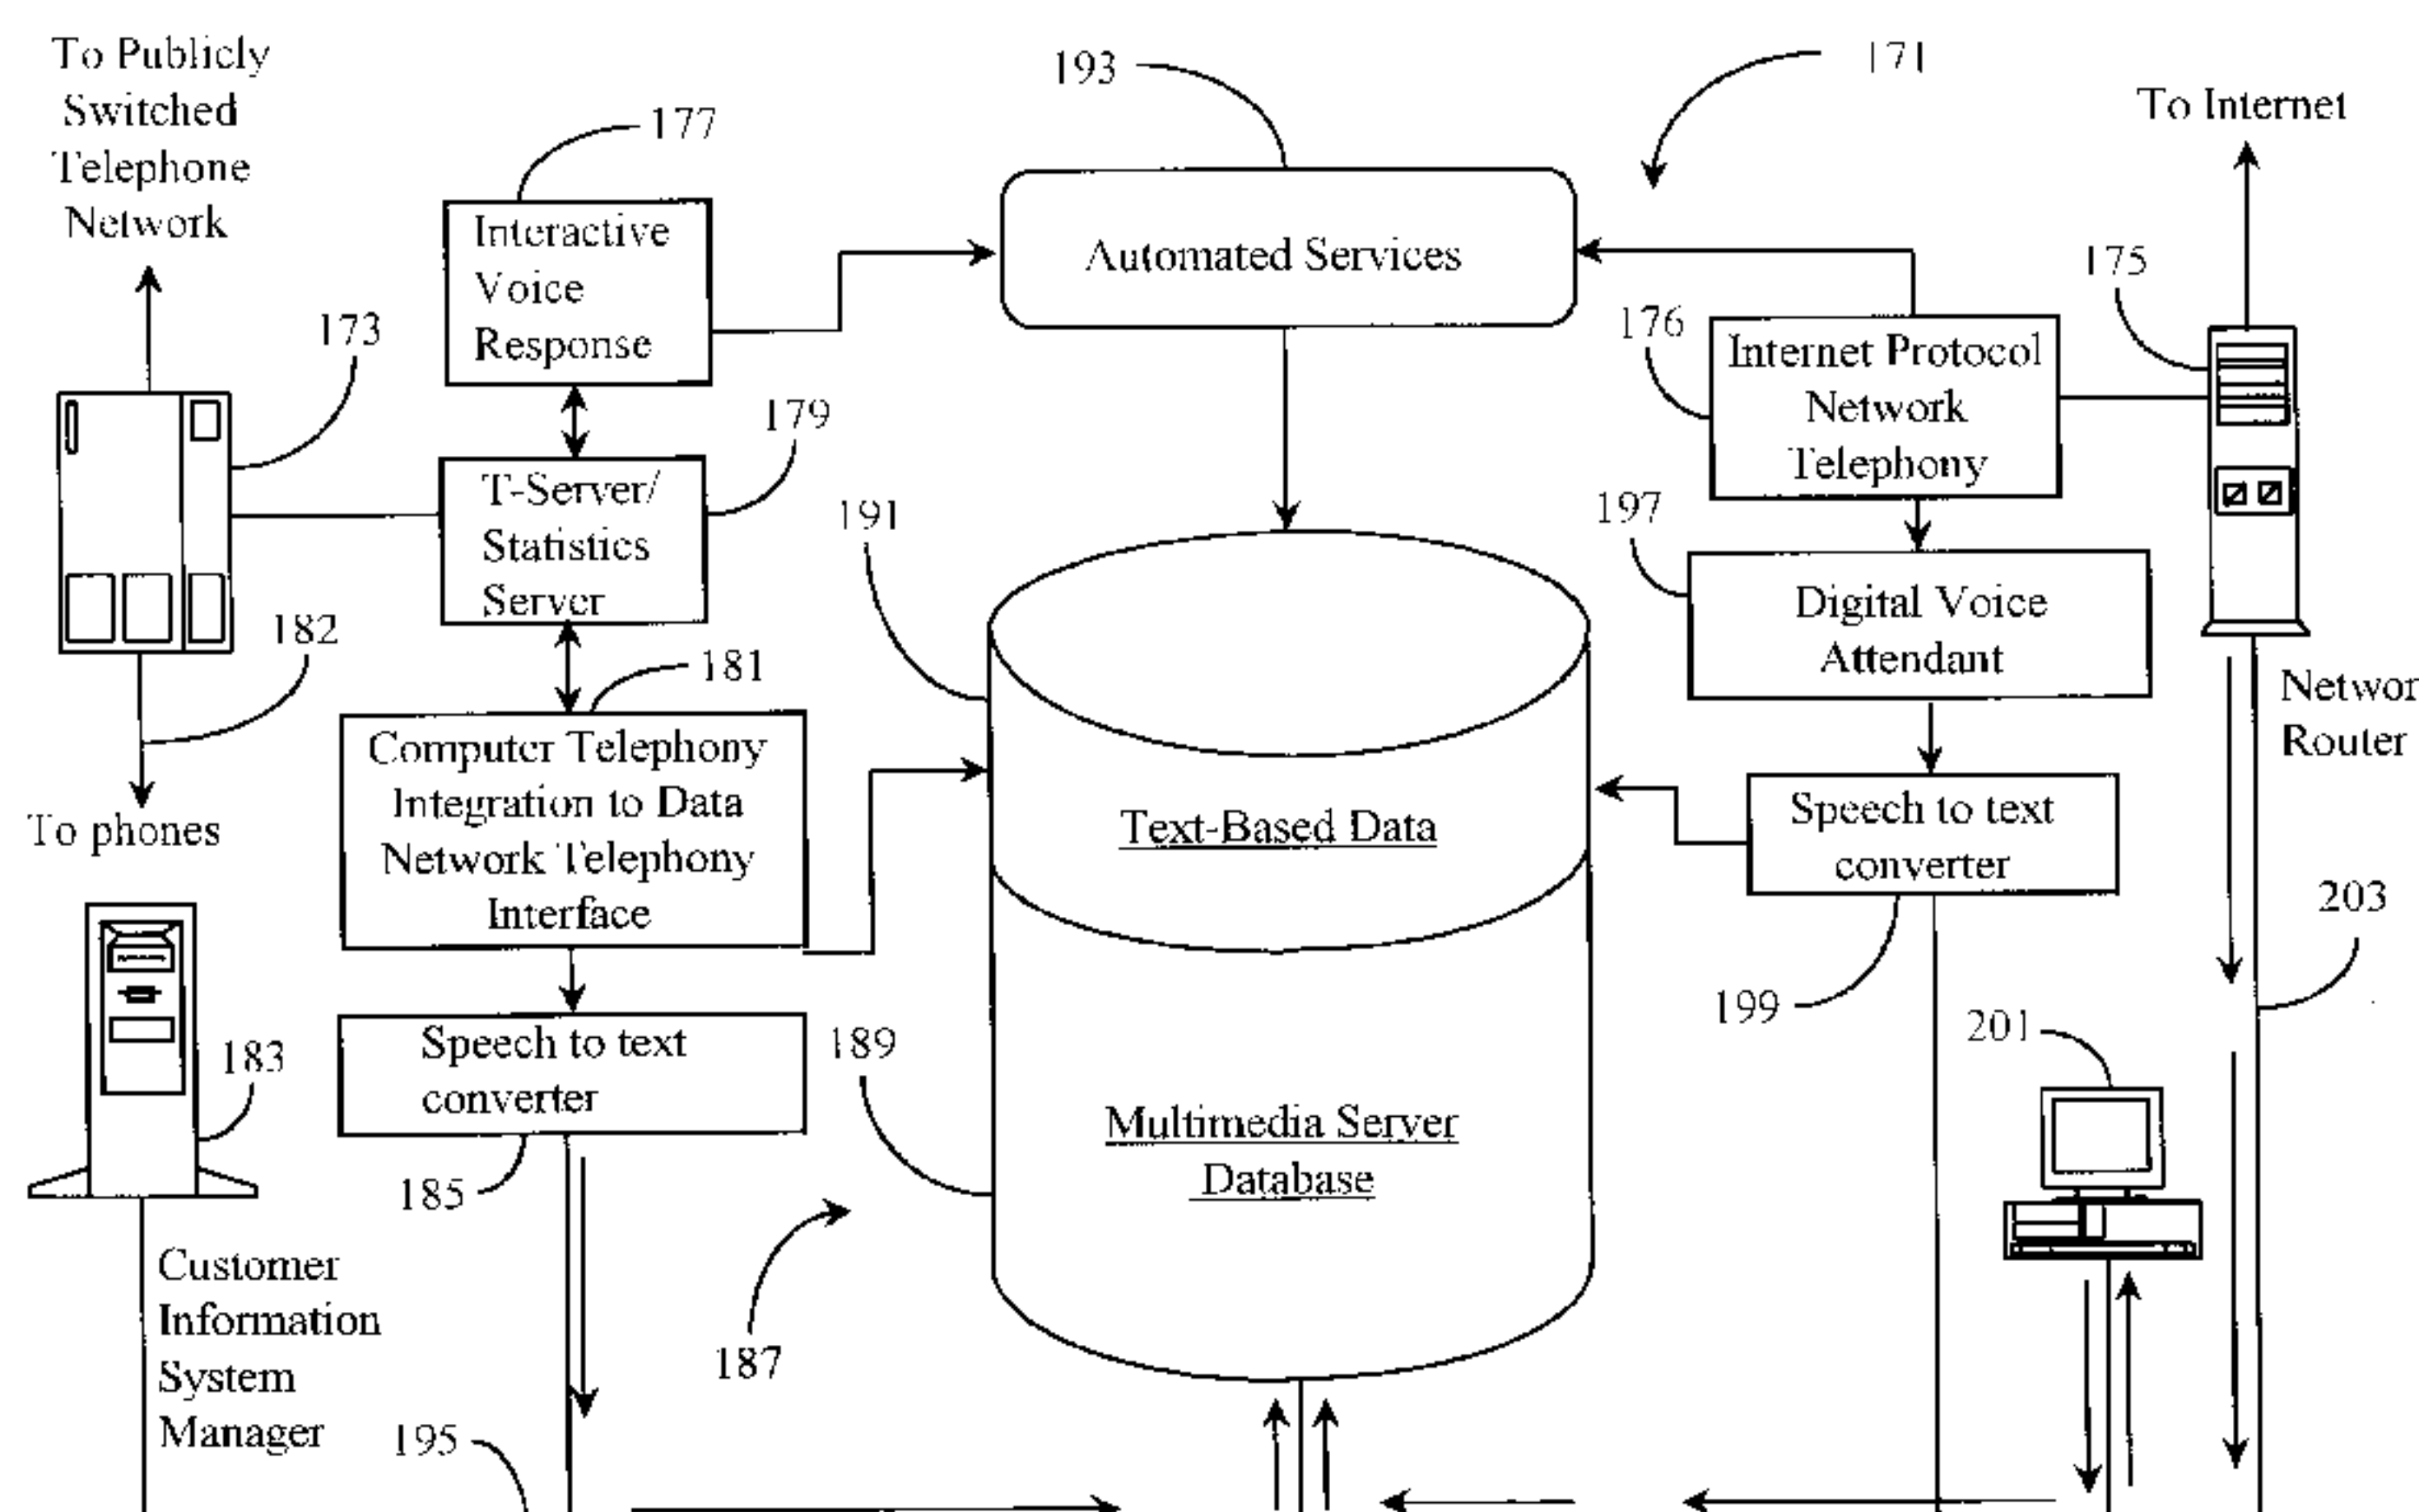 To Publicly
Switched
Telephone
Network
193
171
To Internet
177
Interactive
Voice
Response
Automated Services
175
173
176
Internet Protocol
Network
Telephony
179
T-Server/
Statistics
Server
191
197
Digital Voice
Attendant
182
181
Networ
Router
Computer Telephony
Integration to Data
Network Telephony
Interface
To phones
Text-Based Data
Speech to text
converter
203
199
201
183
Speech to text
converter
189
185
Multimedia Server
Database
Customer
Information
System
Manager
187
195